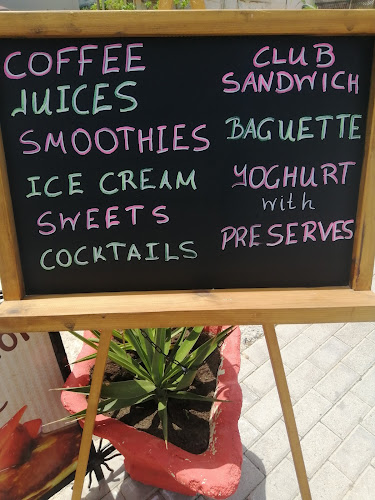 COFFEE
JUICES
SMOOTHIES
ICE CREAM
SWEETS
COCKTAILS
CLUB
SANDWICH
BAGUETTE
YOGHURT
with
PRESERVES